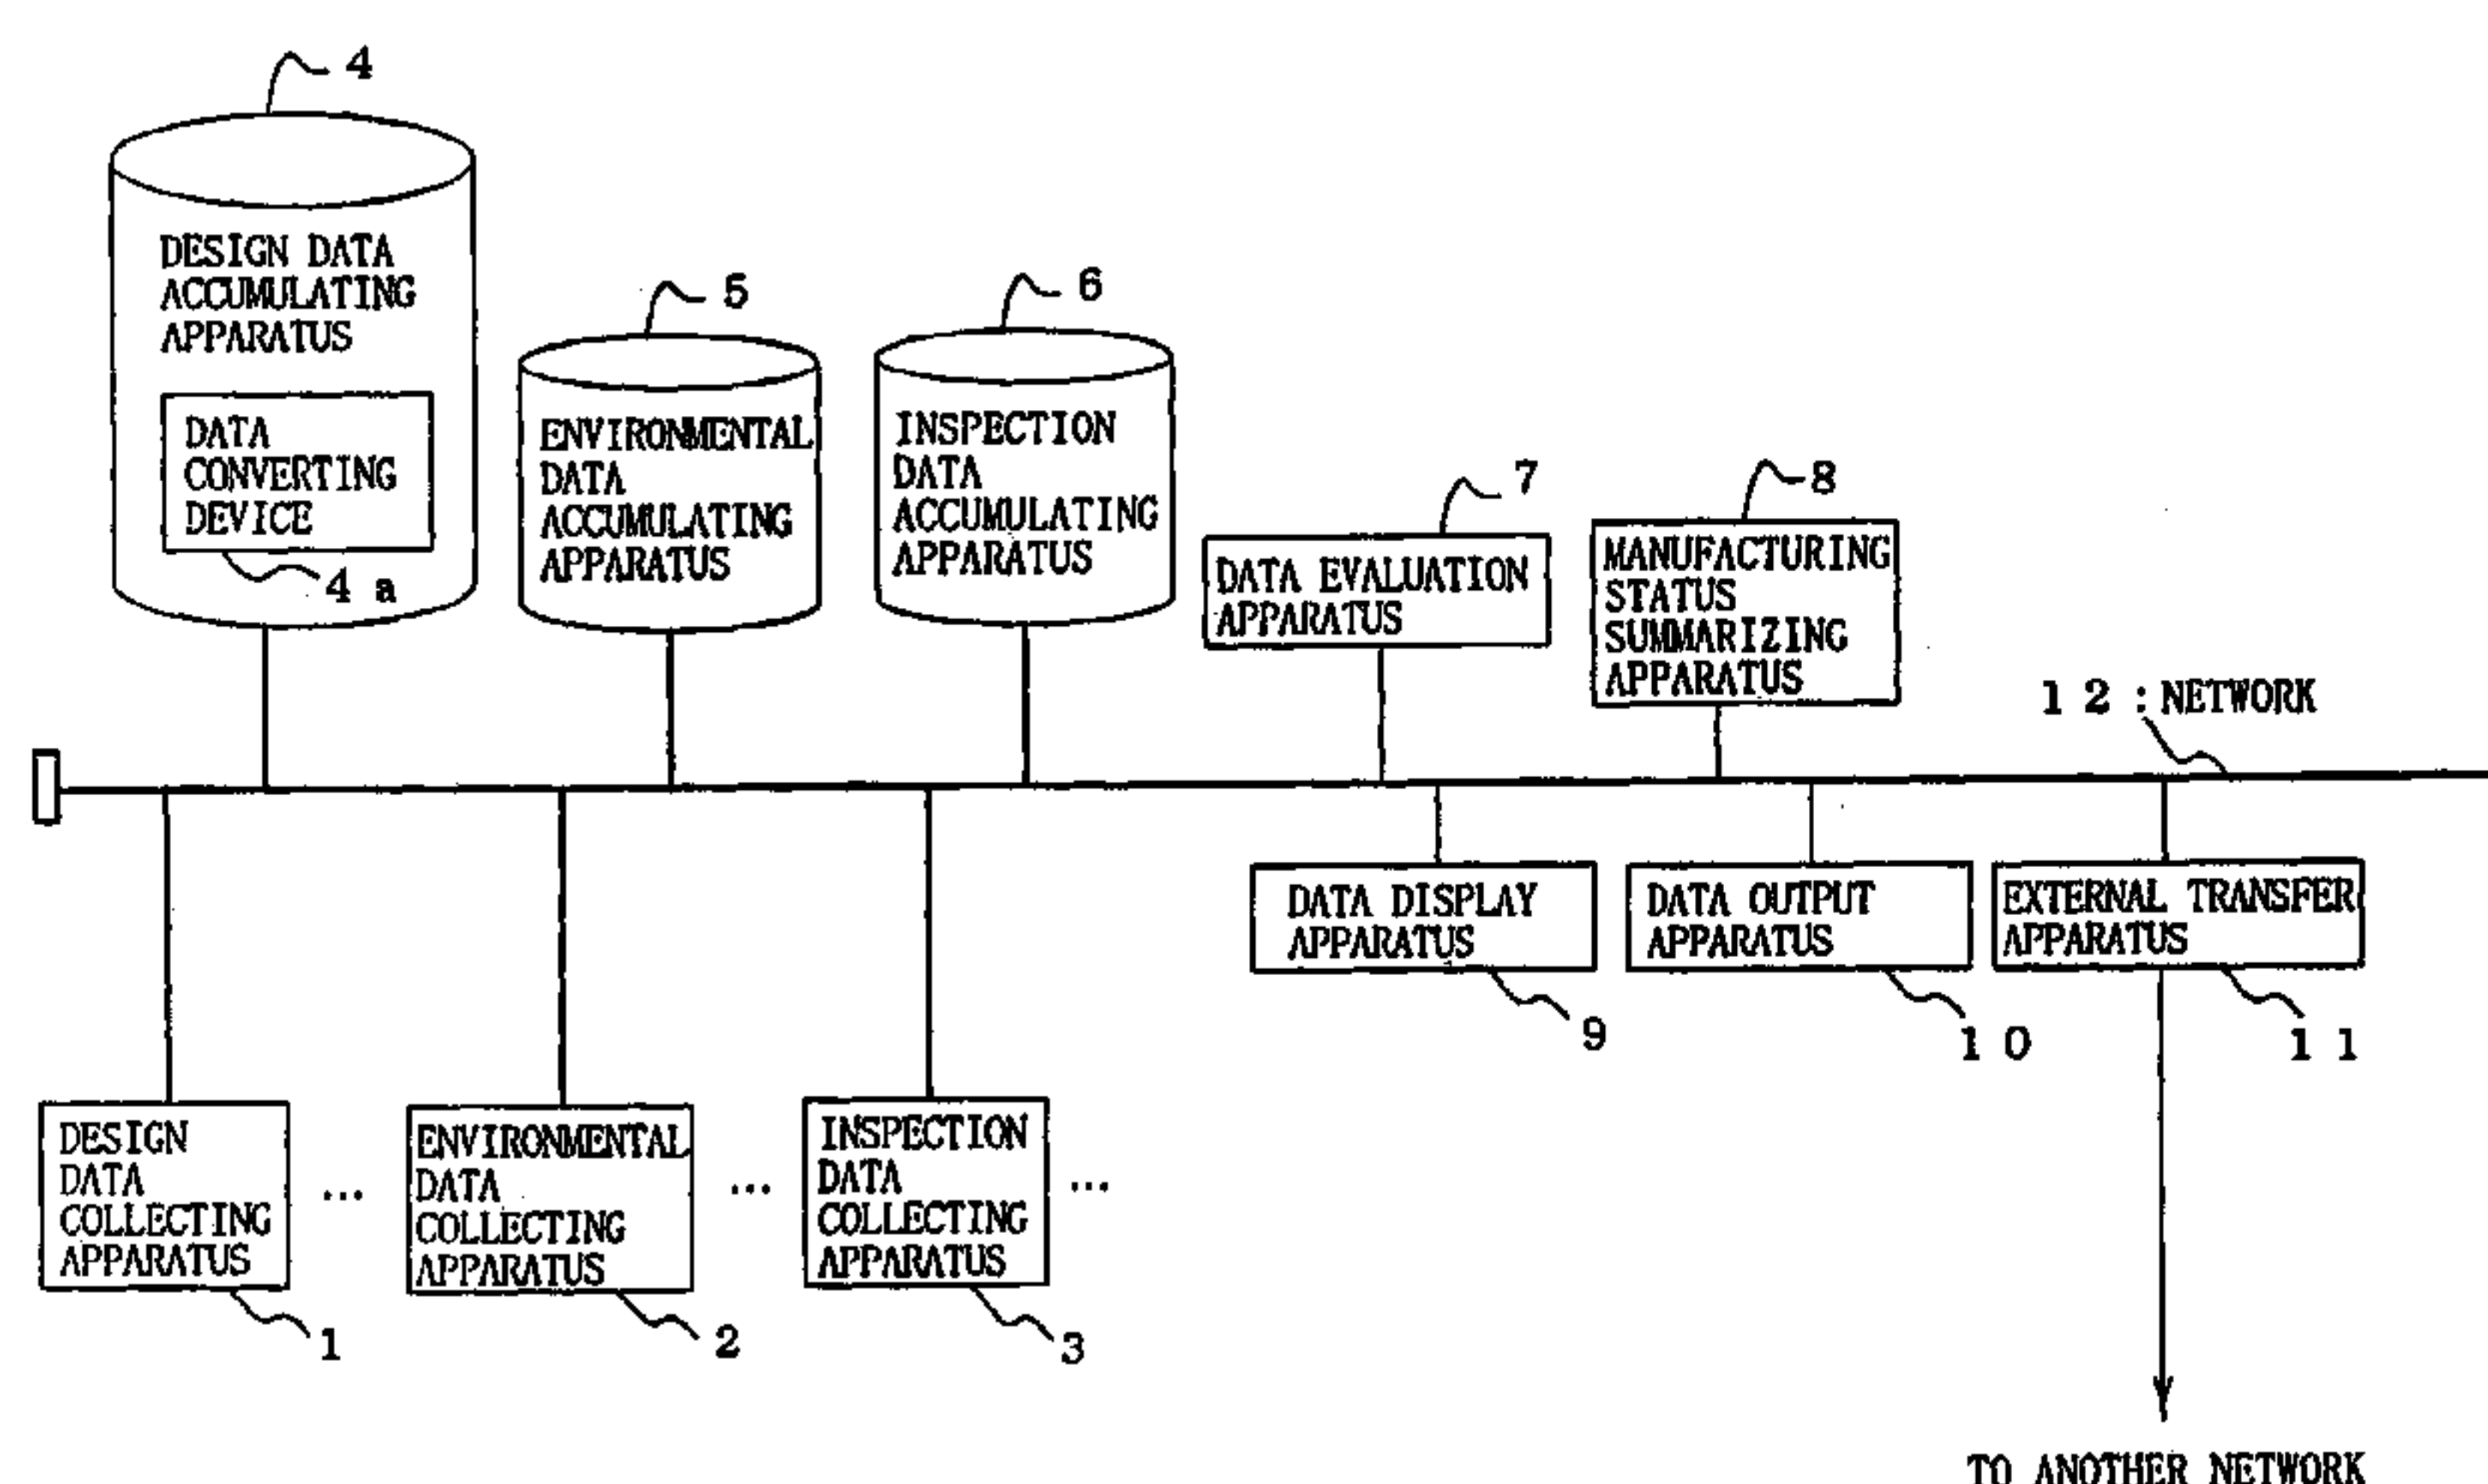 4
DESIGN DATA
ACCUMULATING
APPARATUS
DATA
CONVERTING
DEVICE
4 a
5
ENVIRONMENTAL
DATA
ACCUMULATING
APPARATUS
6
INSPECTION
DATA
ACCUMULATING
APPARATUS
7
DATA EVALUATION
APPARATUS
8
MANUFACTURING
STATUS
SUMMARIZING
APPARATUS
1 2 : NETWORK
DATA DISPLAY
APPARATUS
9
DATA OUTPUT
APPARATUS
1 0
EXTERNAL TRANSFER
APPARATUS
1 1
DESIGN
DATA
COLLECTING
APPARATUS
...
1
ENVIRONMENTAL
DATA
COLLECTING
APPARATUS
...
2
INSPECTION
DATA
COLLECTING
APPARATUS
...
3
TO ANOTHER NETWORK